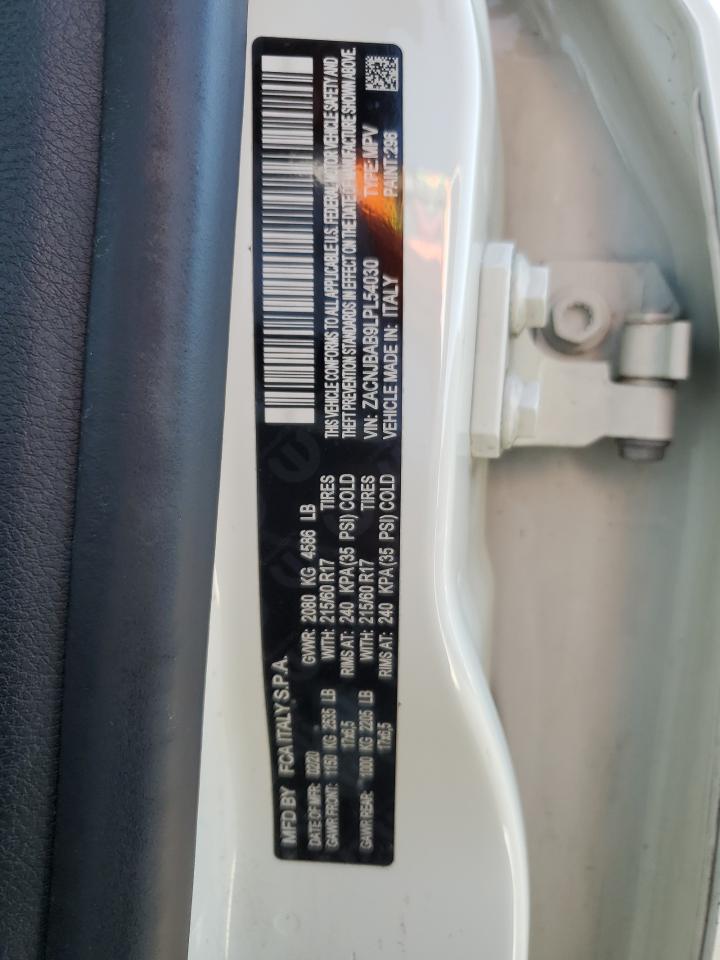 MFD BY FCA ITALY S.P.A.
DATE OF MFR: 02/20 GVWR: 2080 KG 4586 LB
GAWR FRONT: 1150 KG 2535 LB WITH: 215/60 R17 TIRES
17x6,5 RIMS AT: 240 KPA(35 PSI) COLD
GAWR REAR: 1000 KG 2205 LB WITH: 215/60 R17 TIRES
17x6,5 RIMS AT: 240 KPA(35 PSI) COLD
THIS VEHICLE CONFORMS TO ALL APPLICABLE U.S. FEDERAL MOTOR VEHICLE SAFETY AND
THEFT PREVENTION STANDARDS IN EFFECT ON THE DATE OF MANUFACTURE SHOWN ABOVE.
VIN: ZACNJBAB9LPL54030 TYPE: MPV
VEHICLE MADE IN: ITALY PAINT: 296